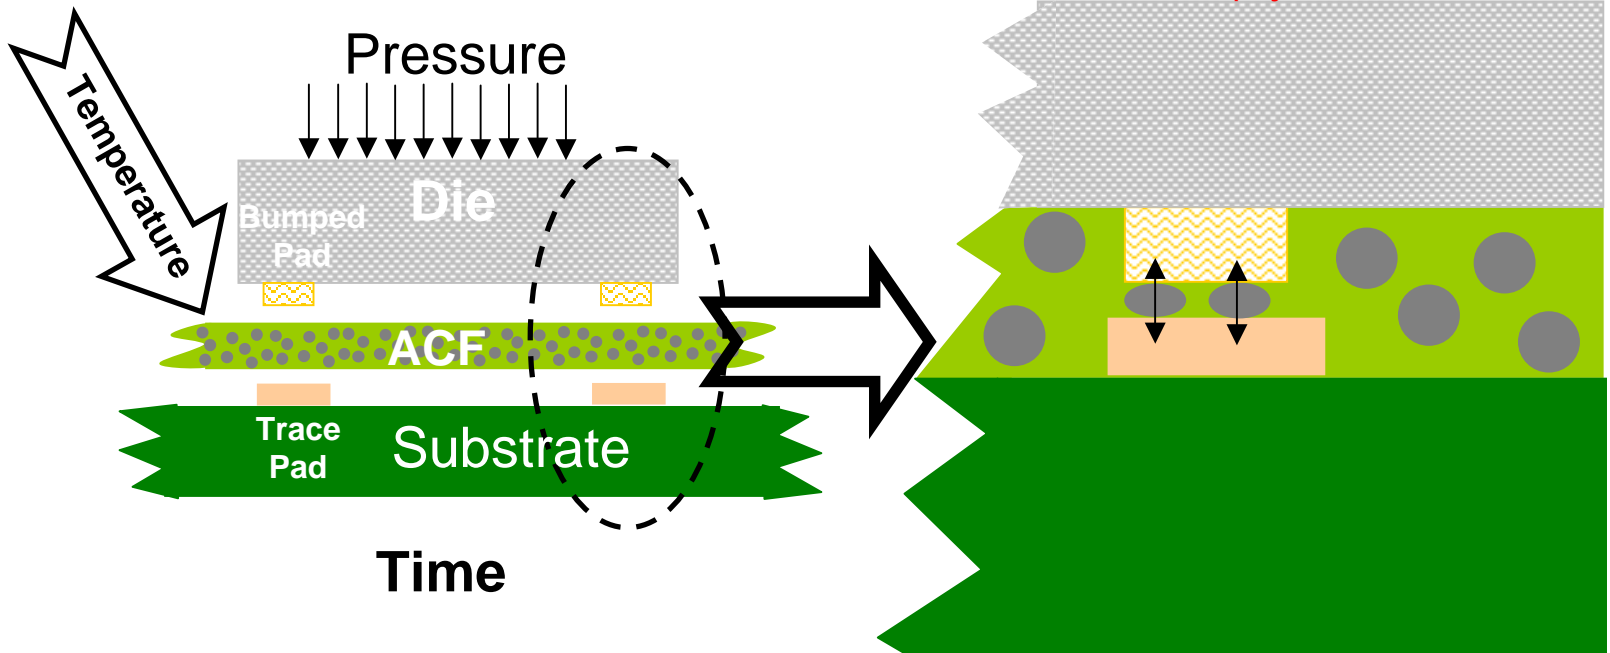 Pressure
Temperature
Die
Bumped
Pad
ACF
Trace
Pad
Substrate
Time